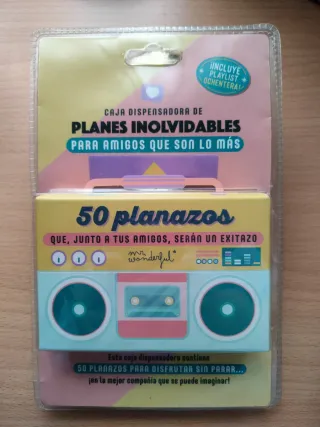 ¡INCLUYE
PLAYLIST
OCHENTERA!
CAJA DISPENSADORA DE
PLANES INOLVIDABLES
PARA AMIGOS QUE SON LO MÁS
50 planazos
QUE, JUNTO A TUS AMIGOS, SERÁN UN EXITAZO
mr.
wonderful*
Esta caja dispensadora contiene
50 PLANAZOS PARA DISFRUTAR SIN PARAR...
¡en la mejor compañía que se puede imaginar!